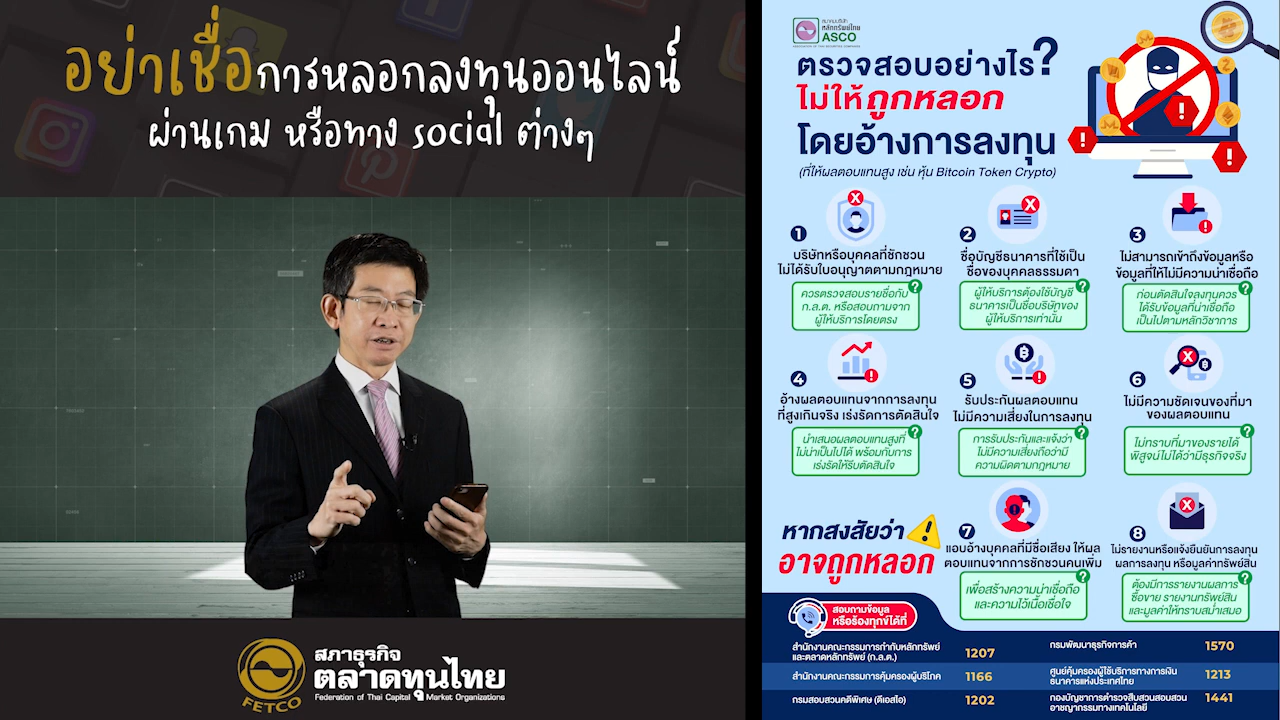 อย่าเชื่อการหลอกลงทุนออนไลน์
ผ่านเกม หรือทาง social ต่างๆ
FETCO
สภาธุรกิจ
ตลาดทุนไทย
Federation of Thai Capital Market Organizations
สมาคมบริษัท
หลักทรัพย์ไทย
ASCO
ASSOCIATION OF THAI SECURITIES COMPANIES
ตรวจสอบอย่างไร?
ไม่ให้ถูกหลอก
โดยอ้างการลงทุน
(ที่ให้ผลตอบแทนสูง เช่น หุ้น Bitcoin Token Crypto)
1
บริษัทหรือบุคคลที่ชักชวน
ไม่ได้รับใบอนุญาตตามกฎหมาย
ควรตรวจสอบรายชื่อกับ
ก.ล.ต. หรือสอบถามจาก
ผู้ให้บริการโดยตรง
2
ชื่อบัญชีธนาคารที่ใช้เป็น
ชื่อของบุคคลธรรมดา
ผู้ให้บริการต้องใช้บัญชี
ธนาคารเป็นชื่อบริษัทของ
ผู้ให้บริการเท่านั้น
3
ไม่สามารถเข้าถึงข้อมูลหรือ
ข้อมูลที่ให้ไม่มีความน่าเชื่อถือ
ก่อนตัดสินใจลงทุนควร
ได้รับข้อมูลที่น่าเชื่อถือ
เป็นไปตามหลักวิชาการ
4
อ้างผลตอบแทนจากการลงทุน
ที่สูงเกินจริง เร่งรัดการตัดสินใจ
นำเสนอผลตอบแทนสูงที่
ไม่น่าเป็นไปได้ พร้อมกับการ
เร่งรัดให้รีบตัดสินใจ
5
รับประกันผลตอบแทน
ไม่มีความเสี่ยงในการลงทุน
การรับประกันและแจ้งว่า
ไม่มีความเสี่ยงถือว่ามี
ความผิดตามกฎหมาย
6
ไม่มีความชัดเจนของที่มา
ของผลตอบแทน
ไม่ทราบที่มาของรายได้
พิสูจน์ไม่ได้ว่ามีธุรกิจจริง
หากสงสัยว่า
อาจถูกหลอก
7
แอบอ้างบุคคลที่มีชื่อเสียง ให้ผล
ตอบแทนจากการชักชวนคนเพิ่ม
เพื่อสร้างความน่าเชื่อถือ
และความไว้เนื้อเชื่อใจ
8
ไม่รายงานหรือแจ้งยืนยันการลงทุน
ผลการลงทุน หรือมูลค่าทรัพย์สิน
ต้องมีการรายงานผลการ
ซื้อขาย รายงานทรัพย์สิน
และมูลค่าให้ทราบสม่ำเสมอ
สอบถามข้อมูล
หรือร้องทุกข์ได้ที่
สำนักงานคณะกรรมการกำกับหลักทรัพย์
และตลาดหลักทรัพย์ (ก.ล.ต.) 1207
สำนักงานคณะกรรมการคุ้มครองผู้บริโภค 1166
กรมสอบสวนคดีพิเศษ (ดีเอสไอ) 1202
กรมพัฒนาธุรกิจการค้า 1570
ศูนย์คุ้มครองผู้ใช้บริการทางการเงิน
ธนาคารแห่งประเทศไทย 1213
กองบัญชาการตำรวจสืบสวนสอบสวน
อาชญากรรมทางเทคโนโลยี 1441